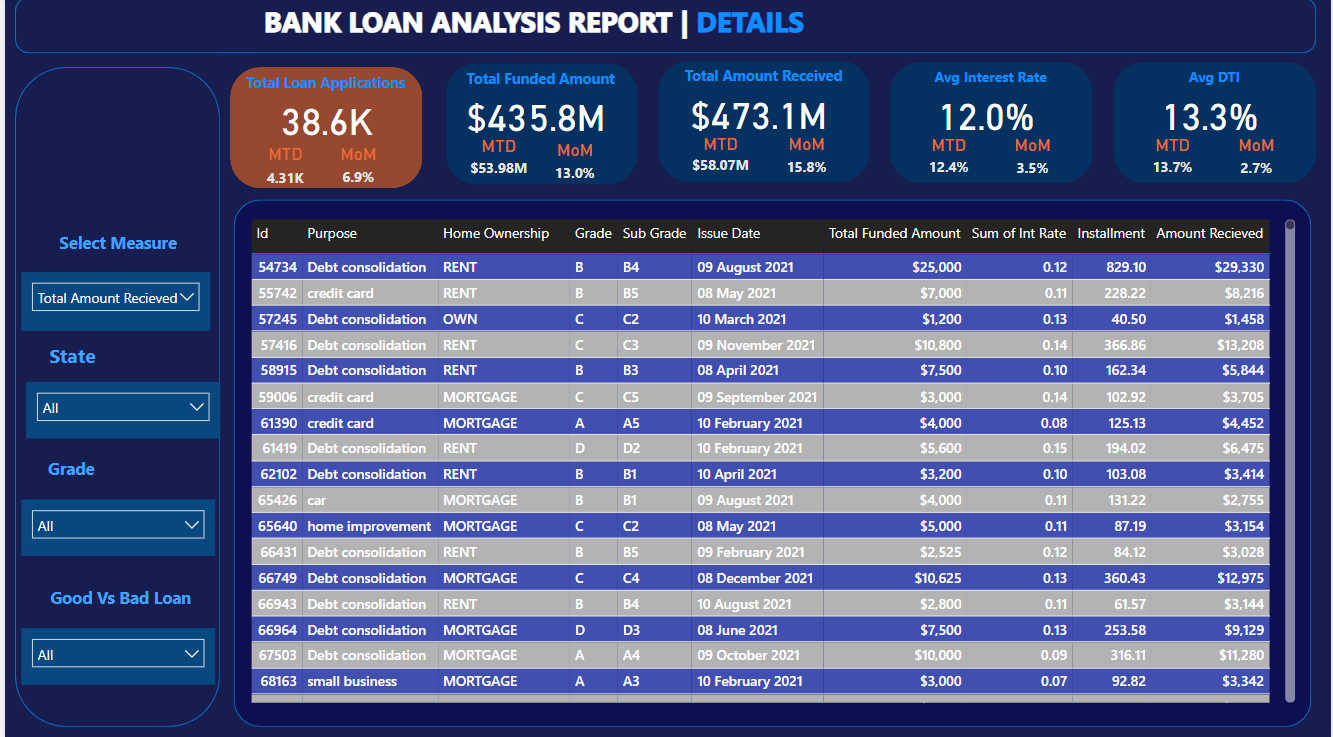 BANK LOAN ANALYSIS REPORT | DETAILS
Total Loan Applications
38.6K
MTD MoM
4.31K 6.9%
Total Funded Amount
$435.8M
MTD MoM
$53.98M 13.0%
Total Amount Received
$473.1M
MTD MoM
$58.07M 15.8%
Avg Interest Rate
12.0%
MTD MoM
12.4% 3.5%
Avg DTI
13.3%
MTD MoM
13.7% 2.7%
Select Measure
Total Amount Recieved
State
All
Grade
All
Good Vs Bad Loan
All
Id Purpose Home Ownership Grade Sub Grade Issue Date Total Funded Amount Sum of Int Rate Installment Amount Recieved
54734 Debt consolidation RENT B B4 09 August 2021 $25,000 0.12 829.10 $29,330
55742 credit card RENT B B5 08 May 2021 $7,000 0.11 228.22 $8,216
57245 Debt consolidation OWN C C2 10 March 2021 $1,200 0.13 40.50 $1,458
57416 Debt consolidation RENT C C3 09 November 2021 $10,800 0.14 366.86 $13,208
58915 Debt consolidation RENT B B3 08 April 2021 $7,500 0.10 162.34 $5,844
59006 credit card MORTGAGE C C5 09 September 2021 $3,000 0.14 102.92 $3,705
61390 credit card MORTGAGE A A5 10 February 2021 $4,000 0.08 125.13 $4,452
61419 Debt consolidation RENT D D2 10 February 2021 $5,600 0.15 194.02 $6,475
62102 Debt consolidation RENT B B1 10 April 2021 $3,200 0.10 103.08 $3,414
65426 car MORTGAGE B B1 09 August 2021 $4,000 0.11 131.22 $2,755
65640 home improvement MORTGAGE C C2 08 May 2021 $5,000 0.11 87.19 $3,154
66431 Debt consolidation RENT B B5 09 February 2021 $2,525 0.12 84.12 $3,028
66749 Debt consolidation MORTGAGE C C4 08 December 2021 $10,625 0.13 360.43 $12,975
66943 Debt consolidation RENT B B4 10 August 2021 $2,800 0.11 61.57 $3,144
66964 Debt consolidation MORTGAGE D D3 08 June 2021 $7,500 0.13 253.58 $9,129
67503 Debt consolidation MORTGAGE A A4 09 October 2021 $10,000 0.09 316.11 $11,280
68163 small business MORTGAGE A A3 10 February 2021 $3,000 0.07 92.82 $3,342